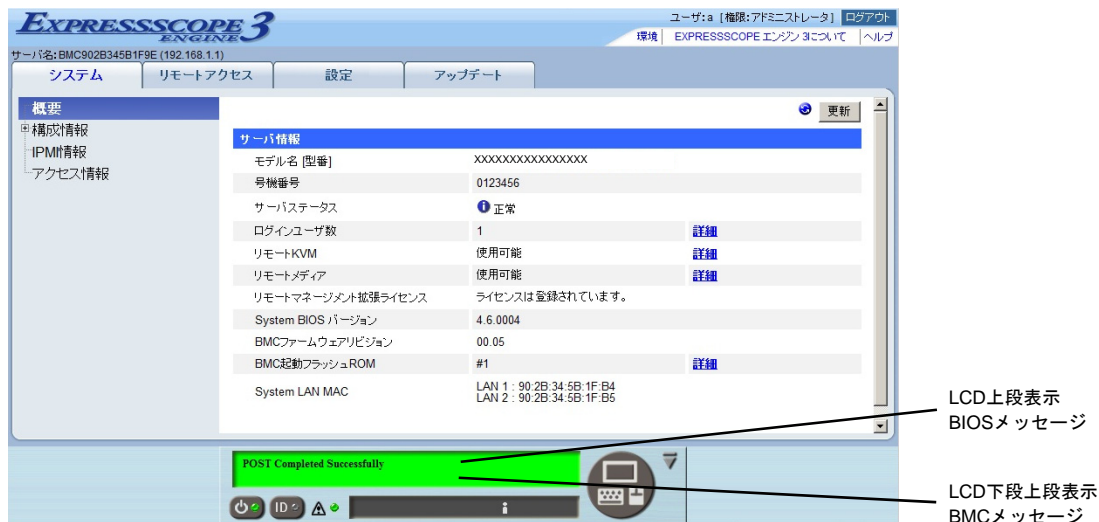 EXPRESSSCOPE 3
ENGINE
ユーザ:a [権限:アドミニストレータ] ログアウト
環境 EXPRESSSCOPE エンジン 3について ヘルプ
サーバ名:BMC902B345B1F9E (192.168.1.1)
システム リモートアクセス 設定 アップデート
概要
構成情報
IPMI情報
アクセス情報
更新
サーバ情報
モデル名 [型番] XXXXXXXXXXXXXXXX
号機番号 0123456
サーバステータス 正常
ログインユーザ数 1 詳細
リモートKVM 使用可能 詳細
リモートメディア 使用可能 詳細
リモートマネージメント拡張ライセンス ライセンスは登録されています。
System BIOS バージョン 4.6.0004
BMCファームウェアリビジョン 00.05
BMC起動フラッシュROM #1 詳細
System LAN MAC LAN 1 : 90:2B:34:5B:1F:B4
LAN 2 : 90:2B:34:5B:1F:B5
LCD上段表示
BIOSメッセージ
POST Completed Successfully
ID
LCD下段上段表示
BMCメッセージ